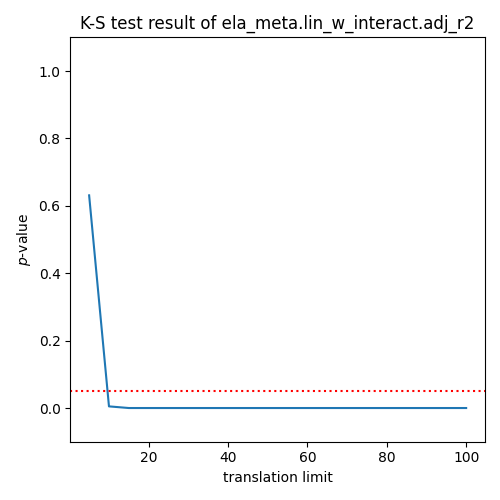 K-S test result of ela_meta.lin_w_interact.adj_r2
1.0
0.8
0.6
0.4
0.2
0.0
p-value
20 40 60 80 100
translation limit